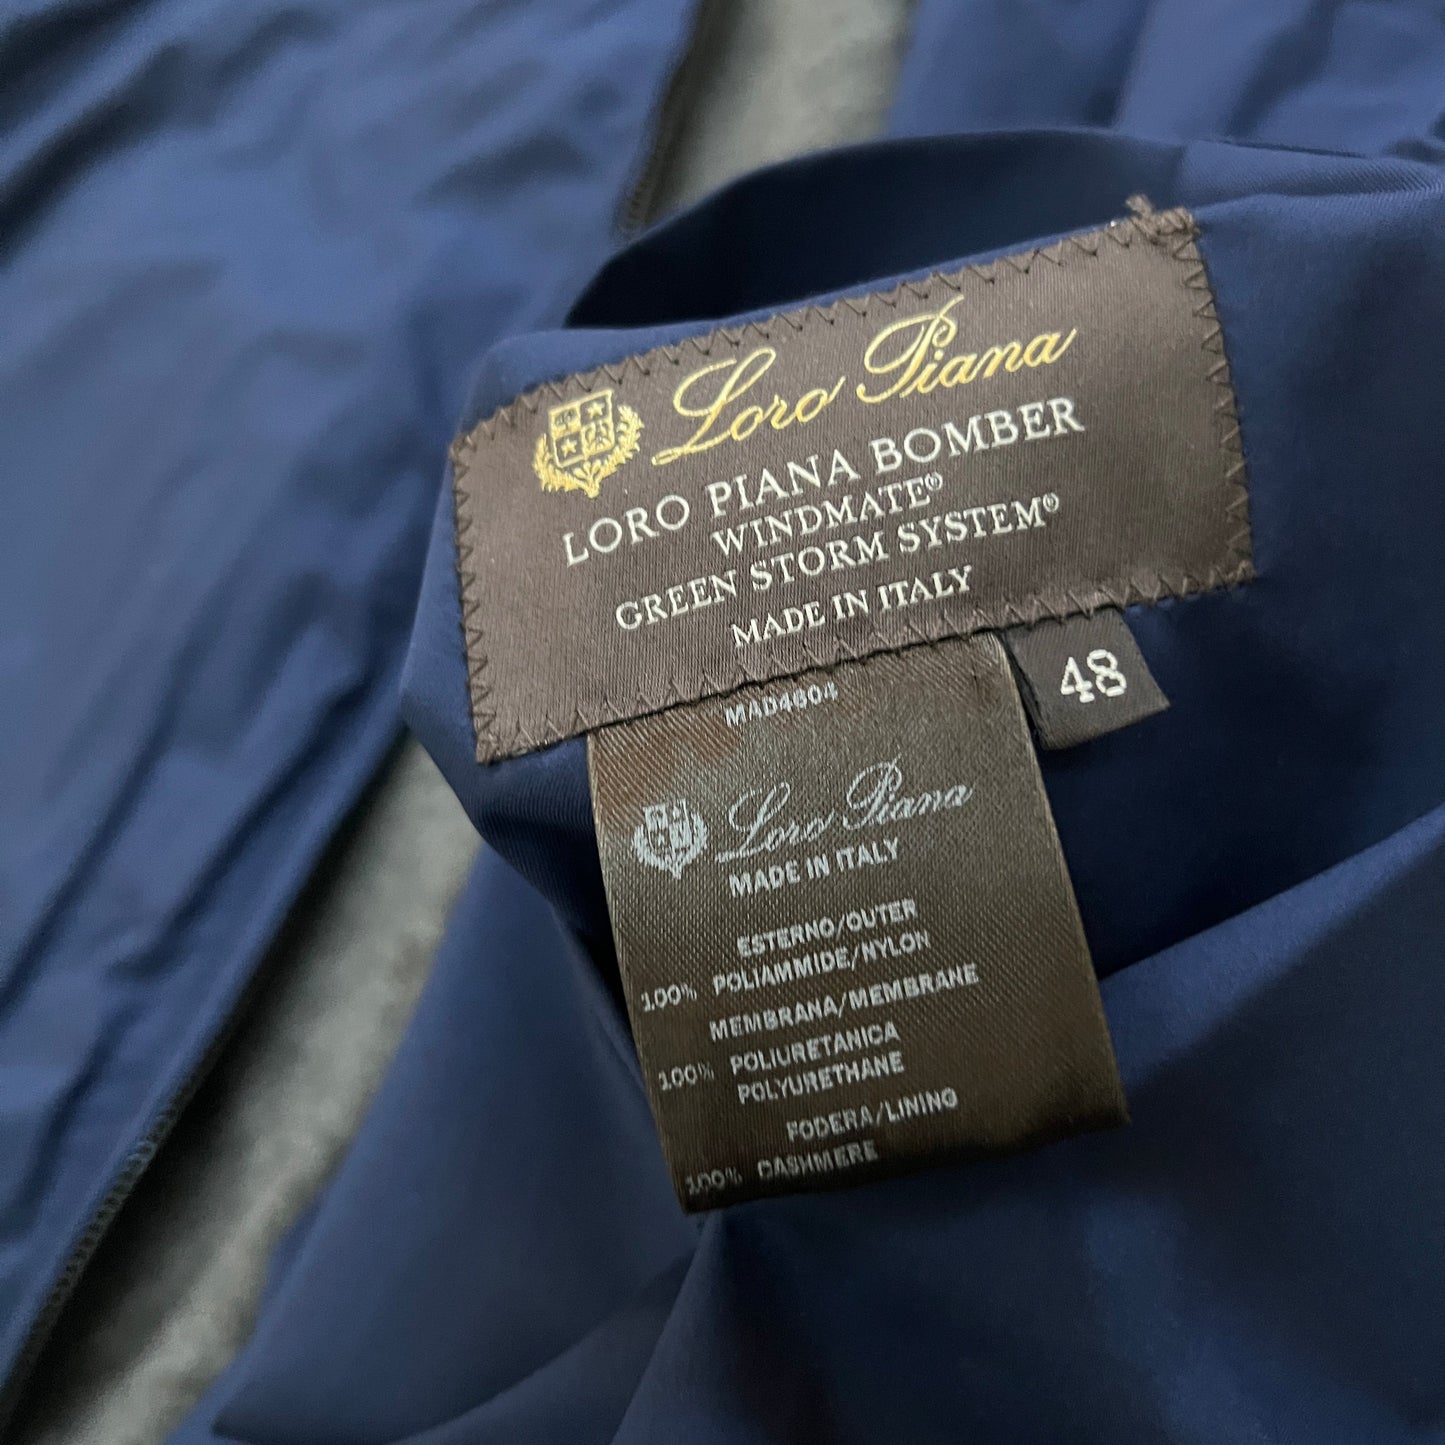 Loro Piana
LORO PIANA BOMBER
WINDMATE®
GREEN STORM SYSTEM®
MADE IN ITALY
48
MAD4604
Loro Piana
MADE IN ITALY
ESTERNO/OUTER
100% POLIAMMIDE/NYLON
MEMBRANA/MEMBRANE
100% POLIURETANICA
POLYURETHANE
FODERA/LINING
100% CASHMERE